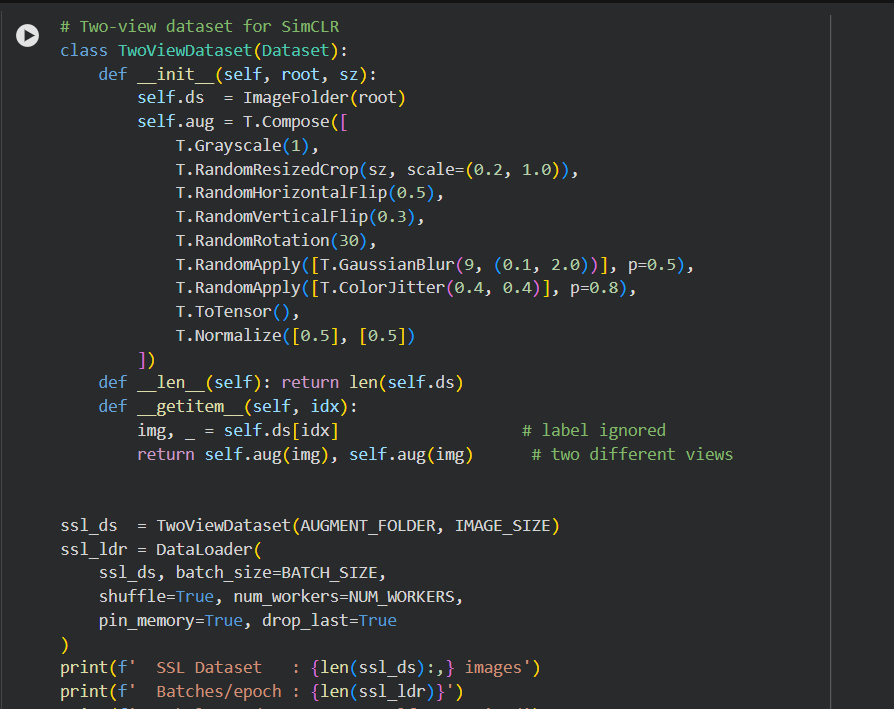 # Two-view dataset for SimCLR
class TwoViewDataset(Dataset):
    def __init__(self, root, sz):
        self.ds  = ImageFolder(root)
        self.aug = T.Compose([
            T.Grayscale(1),
            T.RandomResizedCrop(sz, scale=(0.2, 1.0)),
            T.RandomHorizontalFlip(0.5),
            T.RandomVerticalFlip(0.3),
            T.RandomRotation(30),
            T.RandomApply([T.GaussianBlur(9, (0.1, 2.0))], p=0.5),
            T.RandomApply([T.ColorJitter(0.4, 0.4)], p=0.8),
            T.ToTensor(),
            T.Normalize([0.5], [0.5])
        ])
    def __len__(self): return len(self.ds)
    def __getitem__(self, idx):
        img, _ = self.ds[idx]                   # label ignored
        return self.aug(img), self.aug(img)      # two different views
ssl_ds  = TwoViewDataset(AUGMENT_FOLDER, IMAGE_SIZE)
ssl_ldr = DataLoader(
    ssl_ds, batch_size=BATCH_SIZE,
    shuffle=True, num_workers=NUM_WORKERS,
    pin_memory=True, drop_last=True
)
print(f'  SSL Dataset   : {len(ssl_ds):,} images')
print(f'  Batches/epoch : {len(ssl_ldr)}')